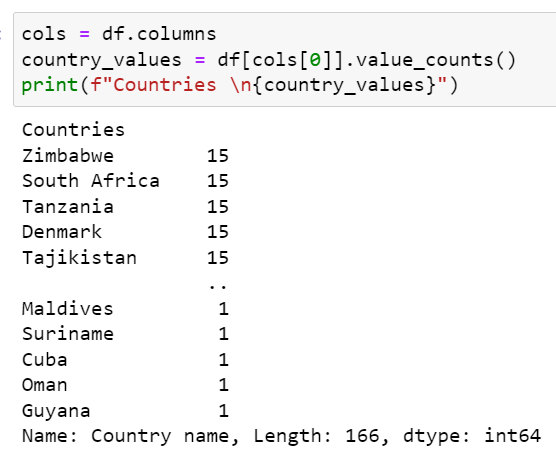 cols = df.columns
country_values = df[cols[0]].value_counts()
print(f"Countries \n{country_values}")
Countries
Zimbabwe        15
South Africa    15
Tanzania        15
Denmark         15
Tajikistan      15
                ..
Maldives         1
Suriname         1
Cuba             1
Oman             1
Guyana           1
Name: Country name, Length: 166, dtype: int64